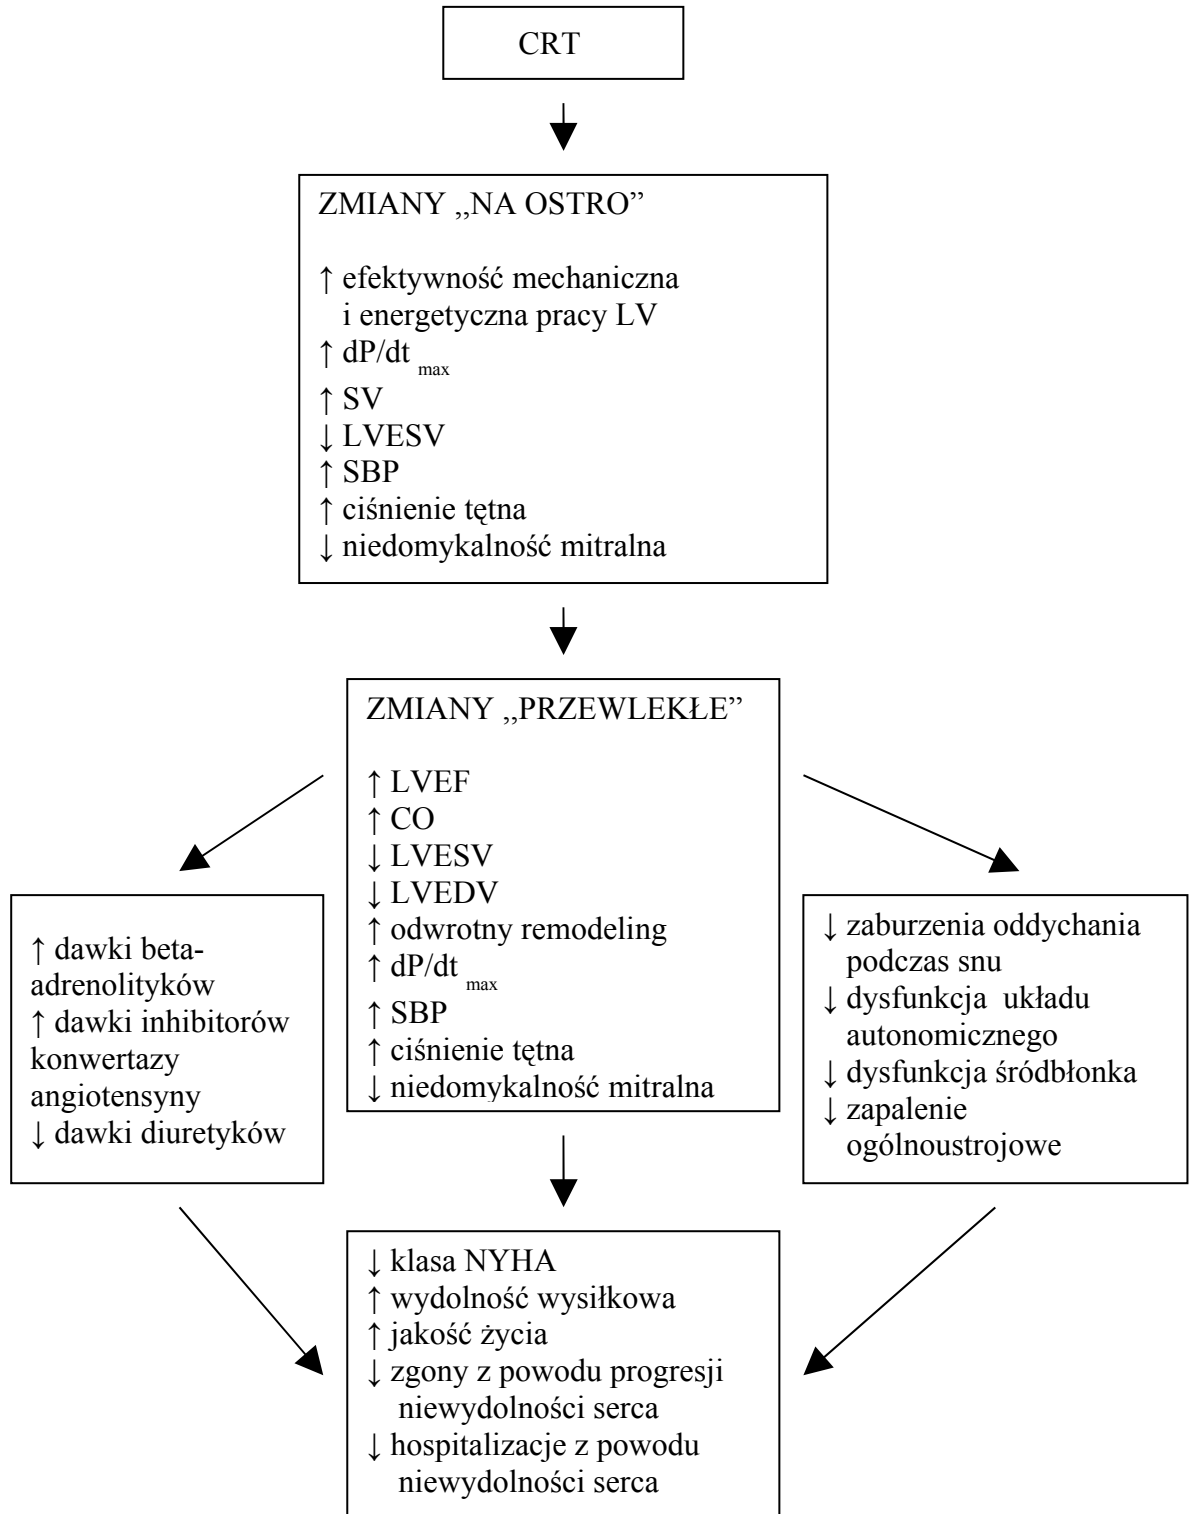 CRT
ZMIANY „NA OSTRO”
↑ efektywność mechaniczna
i energetyczna pracy LV
↑ dP/dt max
↑ SV
↓ LVESV
↑ SBP
↑ ciśnienie tętna
↓ niedomykalność mitralna
ZMIANY „PRZEWLEKŁE”
↑ LVEF
↑ CO
↓ LVESV
↓ LVEDV
↑ odwrotny remodeling
↑ dP/dt max
↑ SBP
↑ ciśnienie tętna
↓ niedomykalność mitralna
↑ dawki beta-
adrenolityków
↑ dawki inhibitorów
konwertazy
angiotensyny
↓ dawki diuretyków
↓ zaburzenia oddychania
podczas snu
↓ dysfunkcja układu
autonomicznego
↓ dysfunkcja śródbłonka
↓ zapalenie
ogólnoustrojowe
↓ klasa NYHA
↑ wydolność wysiłkowa
↑ jakość życia
↓ zgony z powodu progresji
niewydolności serca
↓ hospitalizacje z powodu
niewydolności serca